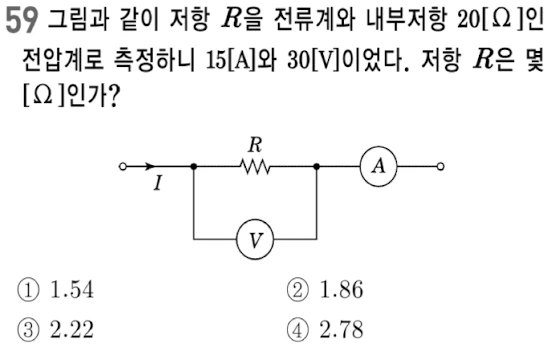 59 그림과 같이 저항 R을 전류계와 내부저항 20[Ω]인
전압계로 측정하니 15[A]와 30[V]이었다. 저항 R은 몇
[Ω]인가?
R
I
A
V
① 1.54 ② 1.86
③ 2.22 ④ 2.78